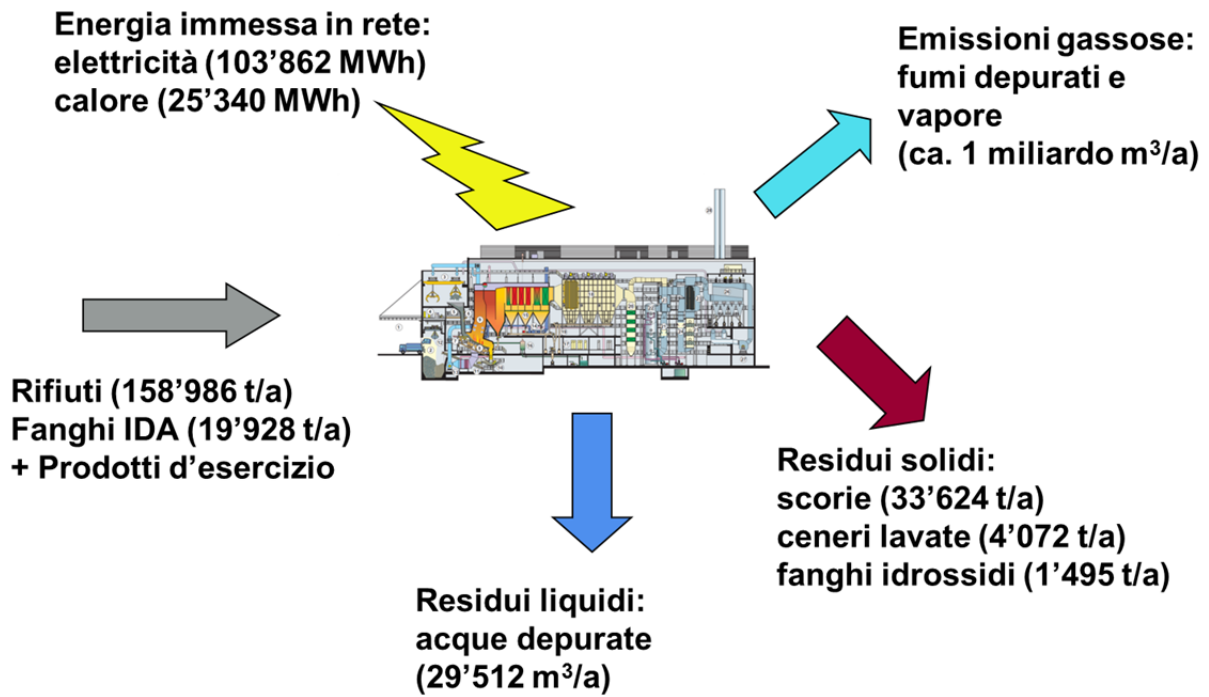 Energia immessa in rete:
elettricità (103’862 MWh)
calore (25’340 MWh)
Emissioni gassose:
fumi depurati e
vapore
(ca. 1 miliardo m³/a)
Rifiuti (158’986 t/a)
Fanghi IDA (19’928 t/a)
+ Prodotti d’esercizio
Residui solidi:
scorie (33’624 t/a)
ceneri lavate (4’072 t/a)
fanghi idrossidi (1’495 t/a)
Residui liquidi:
acque depurate
(29’512 m³/a)